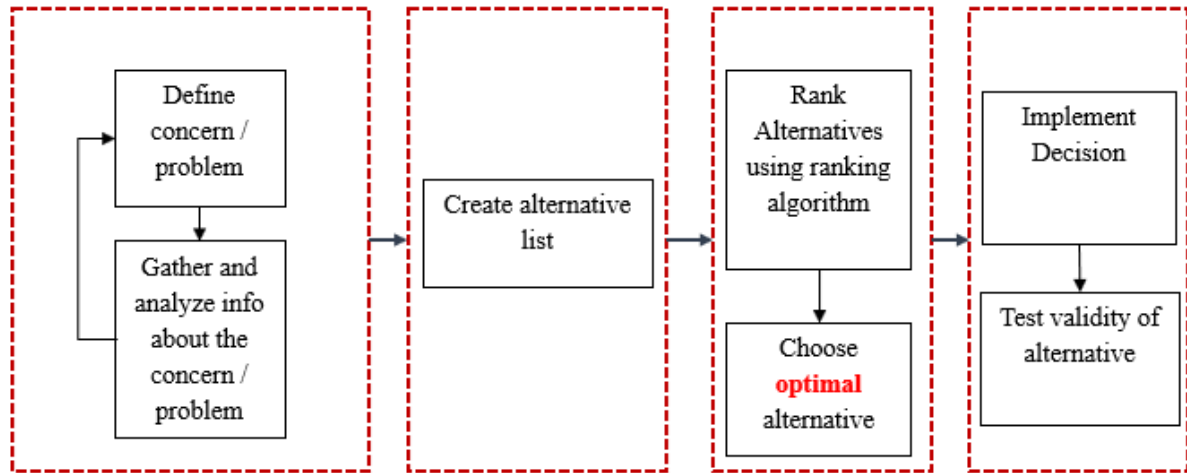 Define
concern /
problem
Gather and
analyze info
about the
concern /
problem
Create alternative
list
Rank
Alternatives
using ranking
algorithm
Choose
optimal
alternative
Implement
Decision
Test validity of
alternative